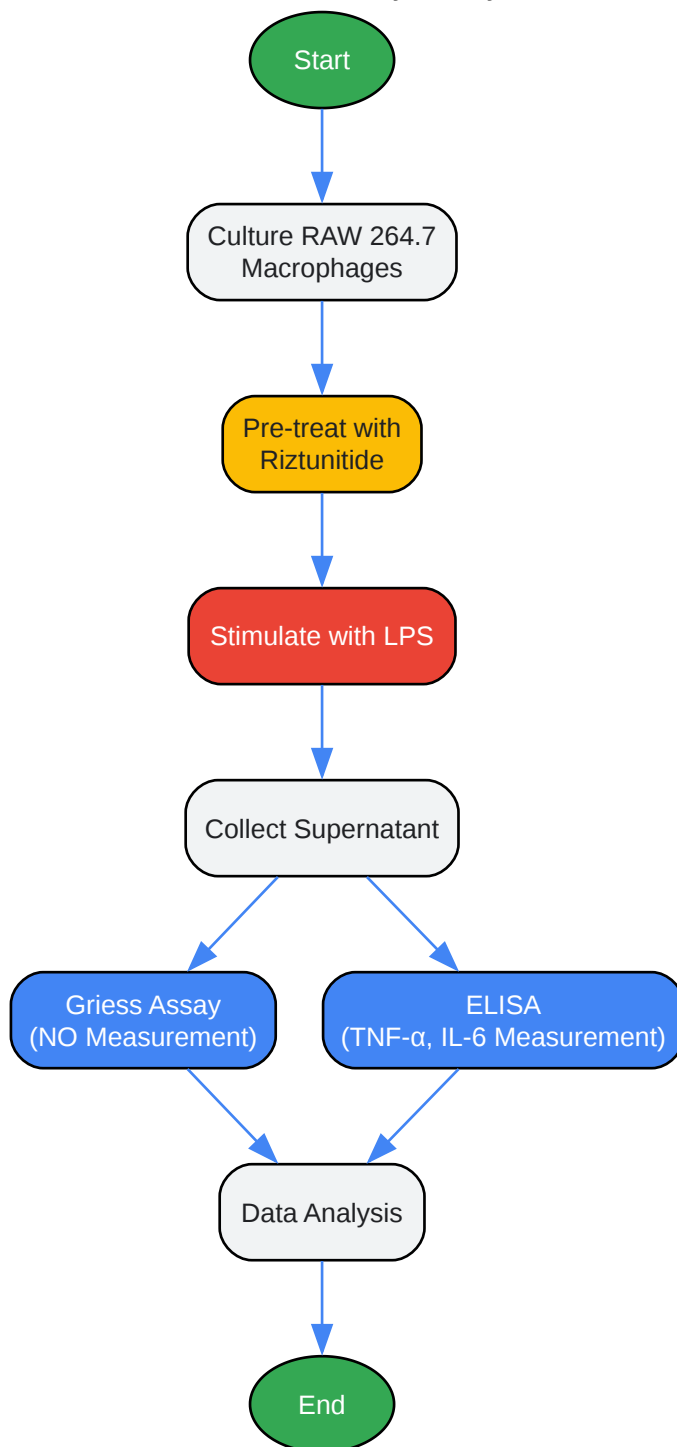 Start
Culture RAW 264.7
Macrophages
Pre-treat with
Riztunitide
Stimulate with LPS
Collect Supernatant
Griess Assay
(NO Measurement)
ELISA
(TNF-α, IL-6 Measurement)
Data Analysis
End